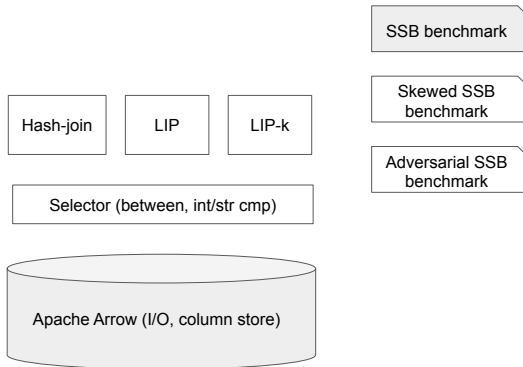 SSB benchmark
Skewed SSB
benchmark
Adversarial SSB
benchmark
Hash-join
LIP
LIP-k
Selector (between, int/str cmp)
Apache Arrow (I/O, column store)